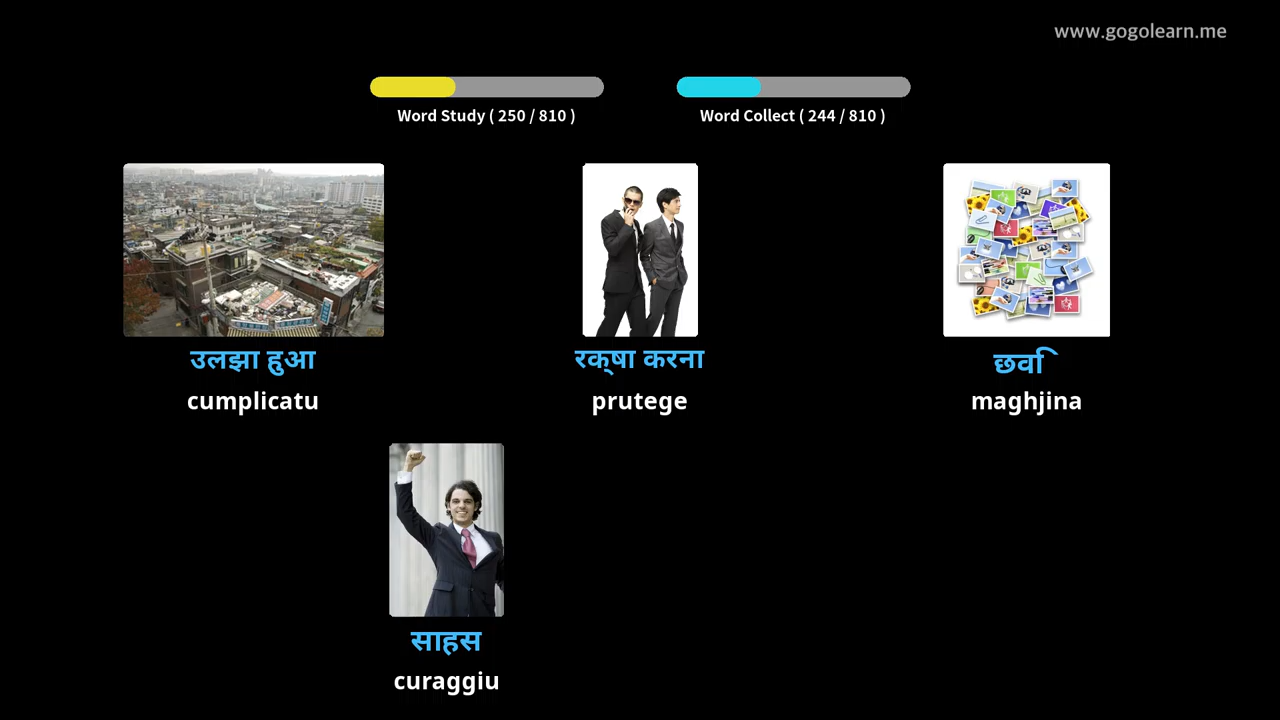 www.gogolearn.me
Word Study ( 250 / 810 )
Word Collect ( 244 / 810 )
उलझा हुआ
रक्षा करना
छवि
cumplicatu
prutege
maghjina
साहस
curaggiu